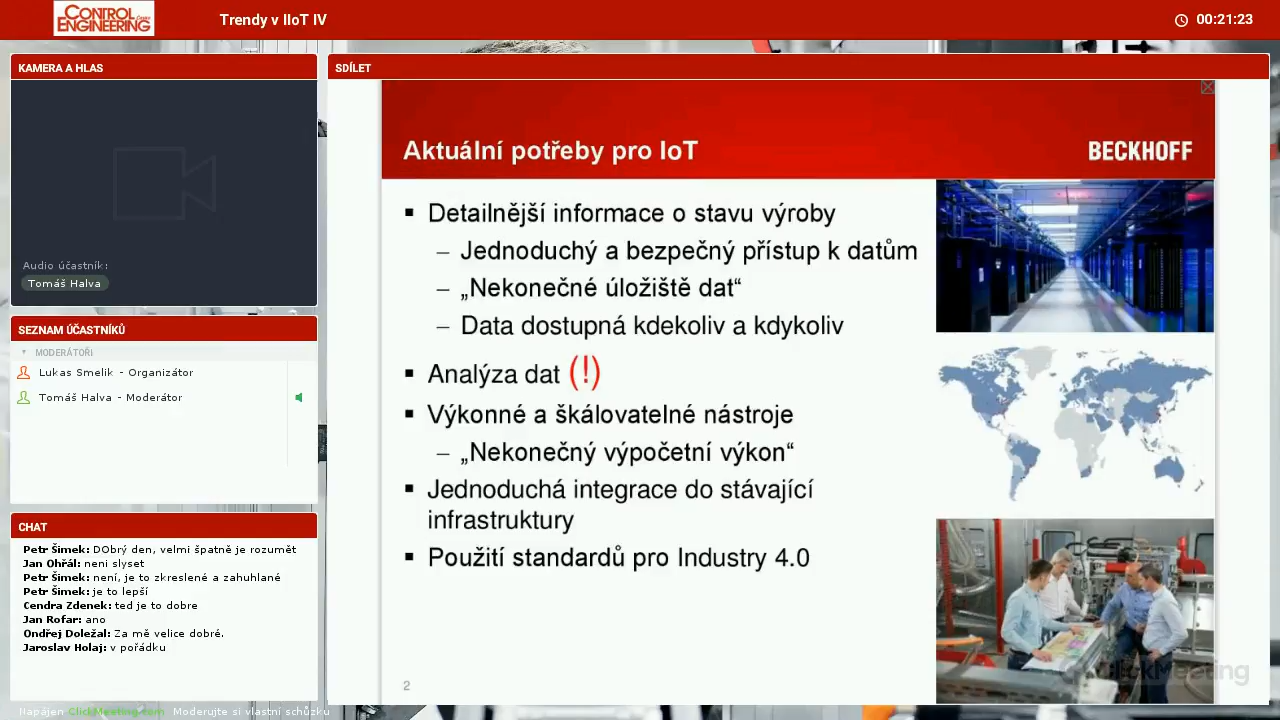 CONTROL
ENGINEERING
Trendy v IIoT IV
00:21:23
KAMERA A HLAS
Audio účastník:
Tomáš Halva
SEZNAM ÚČASTNÍKŮ
MODERÁTOŘI
Lukas Smelik - Organizátor
Tomáš Halva - Moderátor
CHAT
Petr Šimek: DObrý den, velmi špatně je rozumět
Jan Ohřál: neni slyset
Petr Šimek: není, je to zkreslené a zahuhlané
Petr Šimek: je to lepší
Cendra Zdenek: ted je to dobre
Jan Rofar: ano
Ondřej Doležal: Za mě velice dobré.
Jaroslav Holaj: v pořádku
Napájen ClickMeeting.com Moderujte si vlastní schůzku
SDÍLET
Aktuální potřeby pro IoT
BECKHOFF
▪ Detailnější informace o stavu výroby
– Jednoduchý a bezpečný přístup k datům
– „Nekonečné úložiště dat“
– Data dostupná kdekoliv a kdykoliv
▪ Analýza dat (!)
▪ Výkonné a škálovatelné nástroje
– „Nekonečný výpočetní výkon“
▪ Jednoduchá integrace do stávající
infrastruktury
▪ Použití standardů pro Industry 4.0
2
ClickMeeting